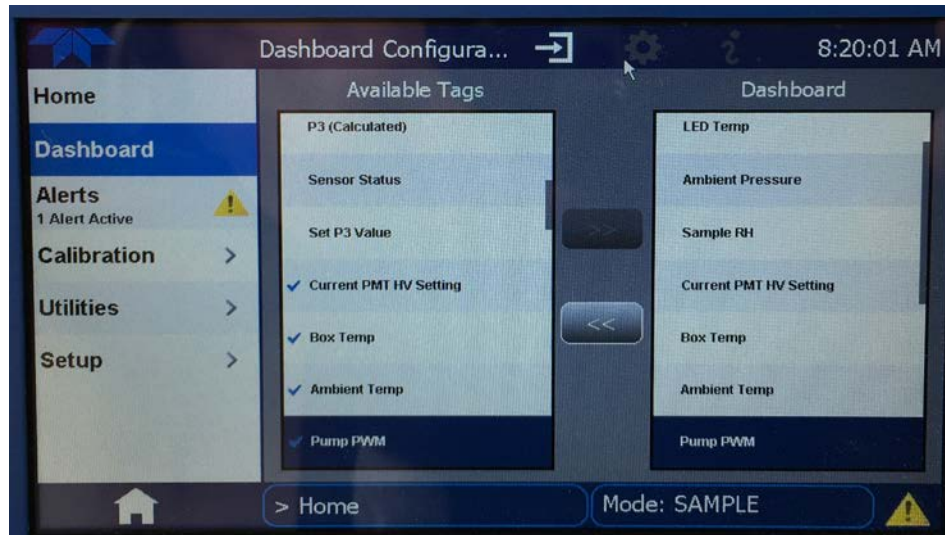 Dashboard Configura...
8:20:01 AM
Home
Dashboard
Alerts
1 Alert Active
Calibration >
Utilities >
Setup >
Available Tags
P3 (Calculated)
Sensor Status
Set P3 Value
Current PMT HV Setting
Box Temp
Ambient Temp
Pump PWM
>>
<<
Dashboard
LED Temp
Ambient Pressure
Sample RH
Current PMT HV Setting
Box Temp
Ambient Temp
Pump PWM
> Home
Mode: SAMPLE